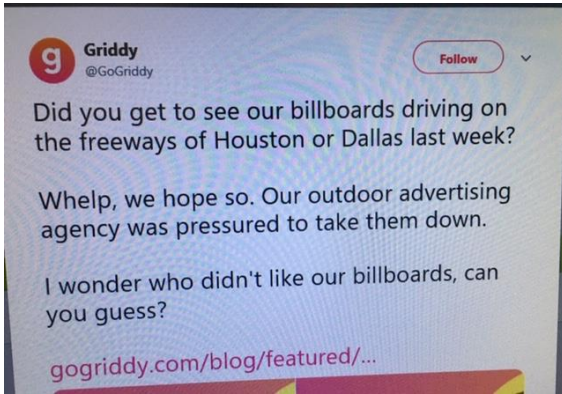 g
Griddy
@GoGriddy
Follow
Did you get to see our billboards driving on
the freeways of Houston or Dallas last week?
Whelp, we hope so. Our outdoor advertising
agency was pressured to take them down.
I wonder who didn't like our billboards, can
you guess?
gogriddy.com/blog/featured/...